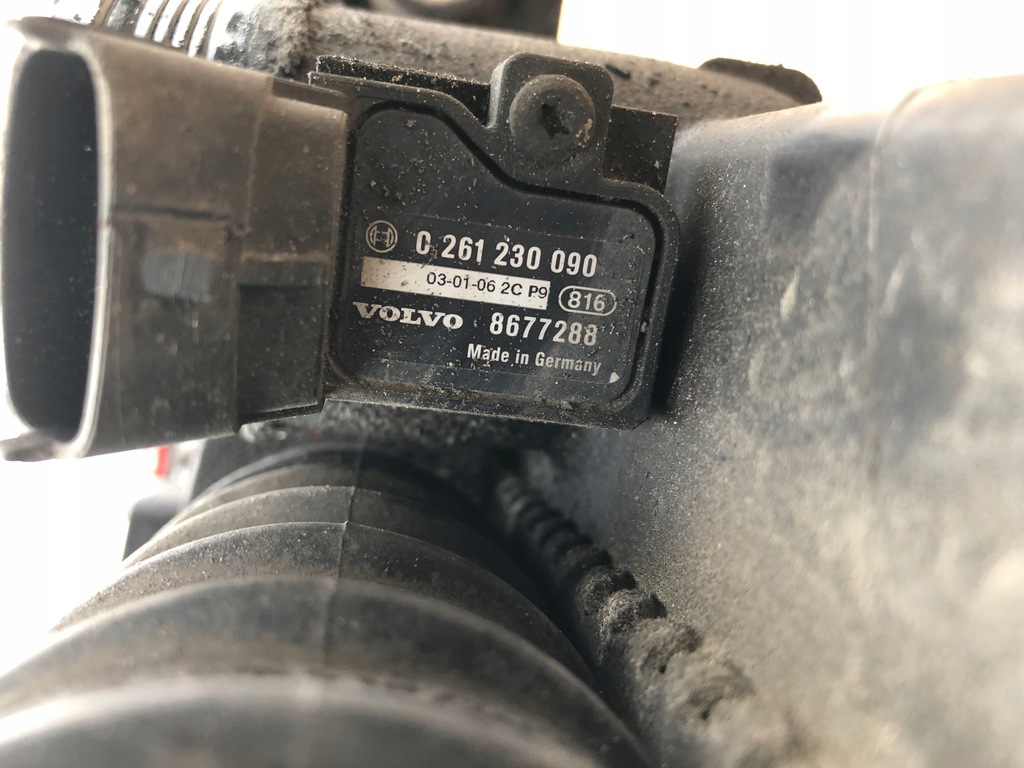 0 261 230 090
03-01-06 2C P9
816
VOLVO 8677288
Made in Germany